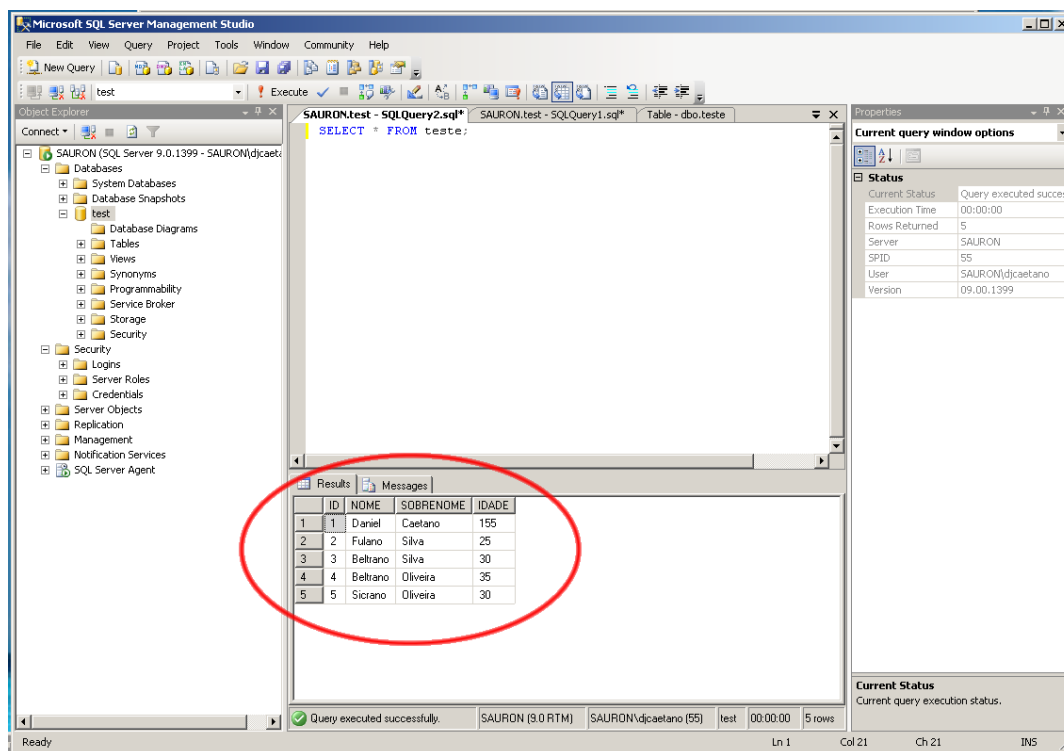 Microsoft SQL Server Management Studio
File Edit View Query Project Tools Window Community Help
New Query
test Execute
Object Explorer
Connect
SAURON (SQL Server 9.0.1399 - SAURON\djcaeta
Databases
System Databases
Database Snapshots
test
Database Diagrams
Tables
Views
Synonyms
Programmability
Service Broker
Storage
Security
Security
Logins
Server Roles
Credentials
Server Objects
Replication
Management
Notification Services
SQL Server Agent
SAURON.test - SQLQuery2.sql* SAURON.test - SQLQuery1.sql* Table - dbo.teste
SELECT * FROM teste;
Results Messages
ID NOME SOBRENOME IDADE
1 1 Daniel Caetano 155
2 2 Fulano Silva 25
3 3 Beltrano Silva 30
4 4 Beltrano Oliveira 35
5 5 Sicrano Oliveira 30
Query executed successfully. SAURON (9.0 RTM) SAURON\djcaetano (55) test 00:00:00 5 rows
Properties
Current query window options
Status
Current Status Query executed succes
Execution Time 00:00:00
Rows Returned 5
Server SAURON
SPID 55
User SAURON\djcaetano
Version 09.00.1399
Current Status
Current query execution status.
Ready Ln 1 Col 21 Ch 21 INS